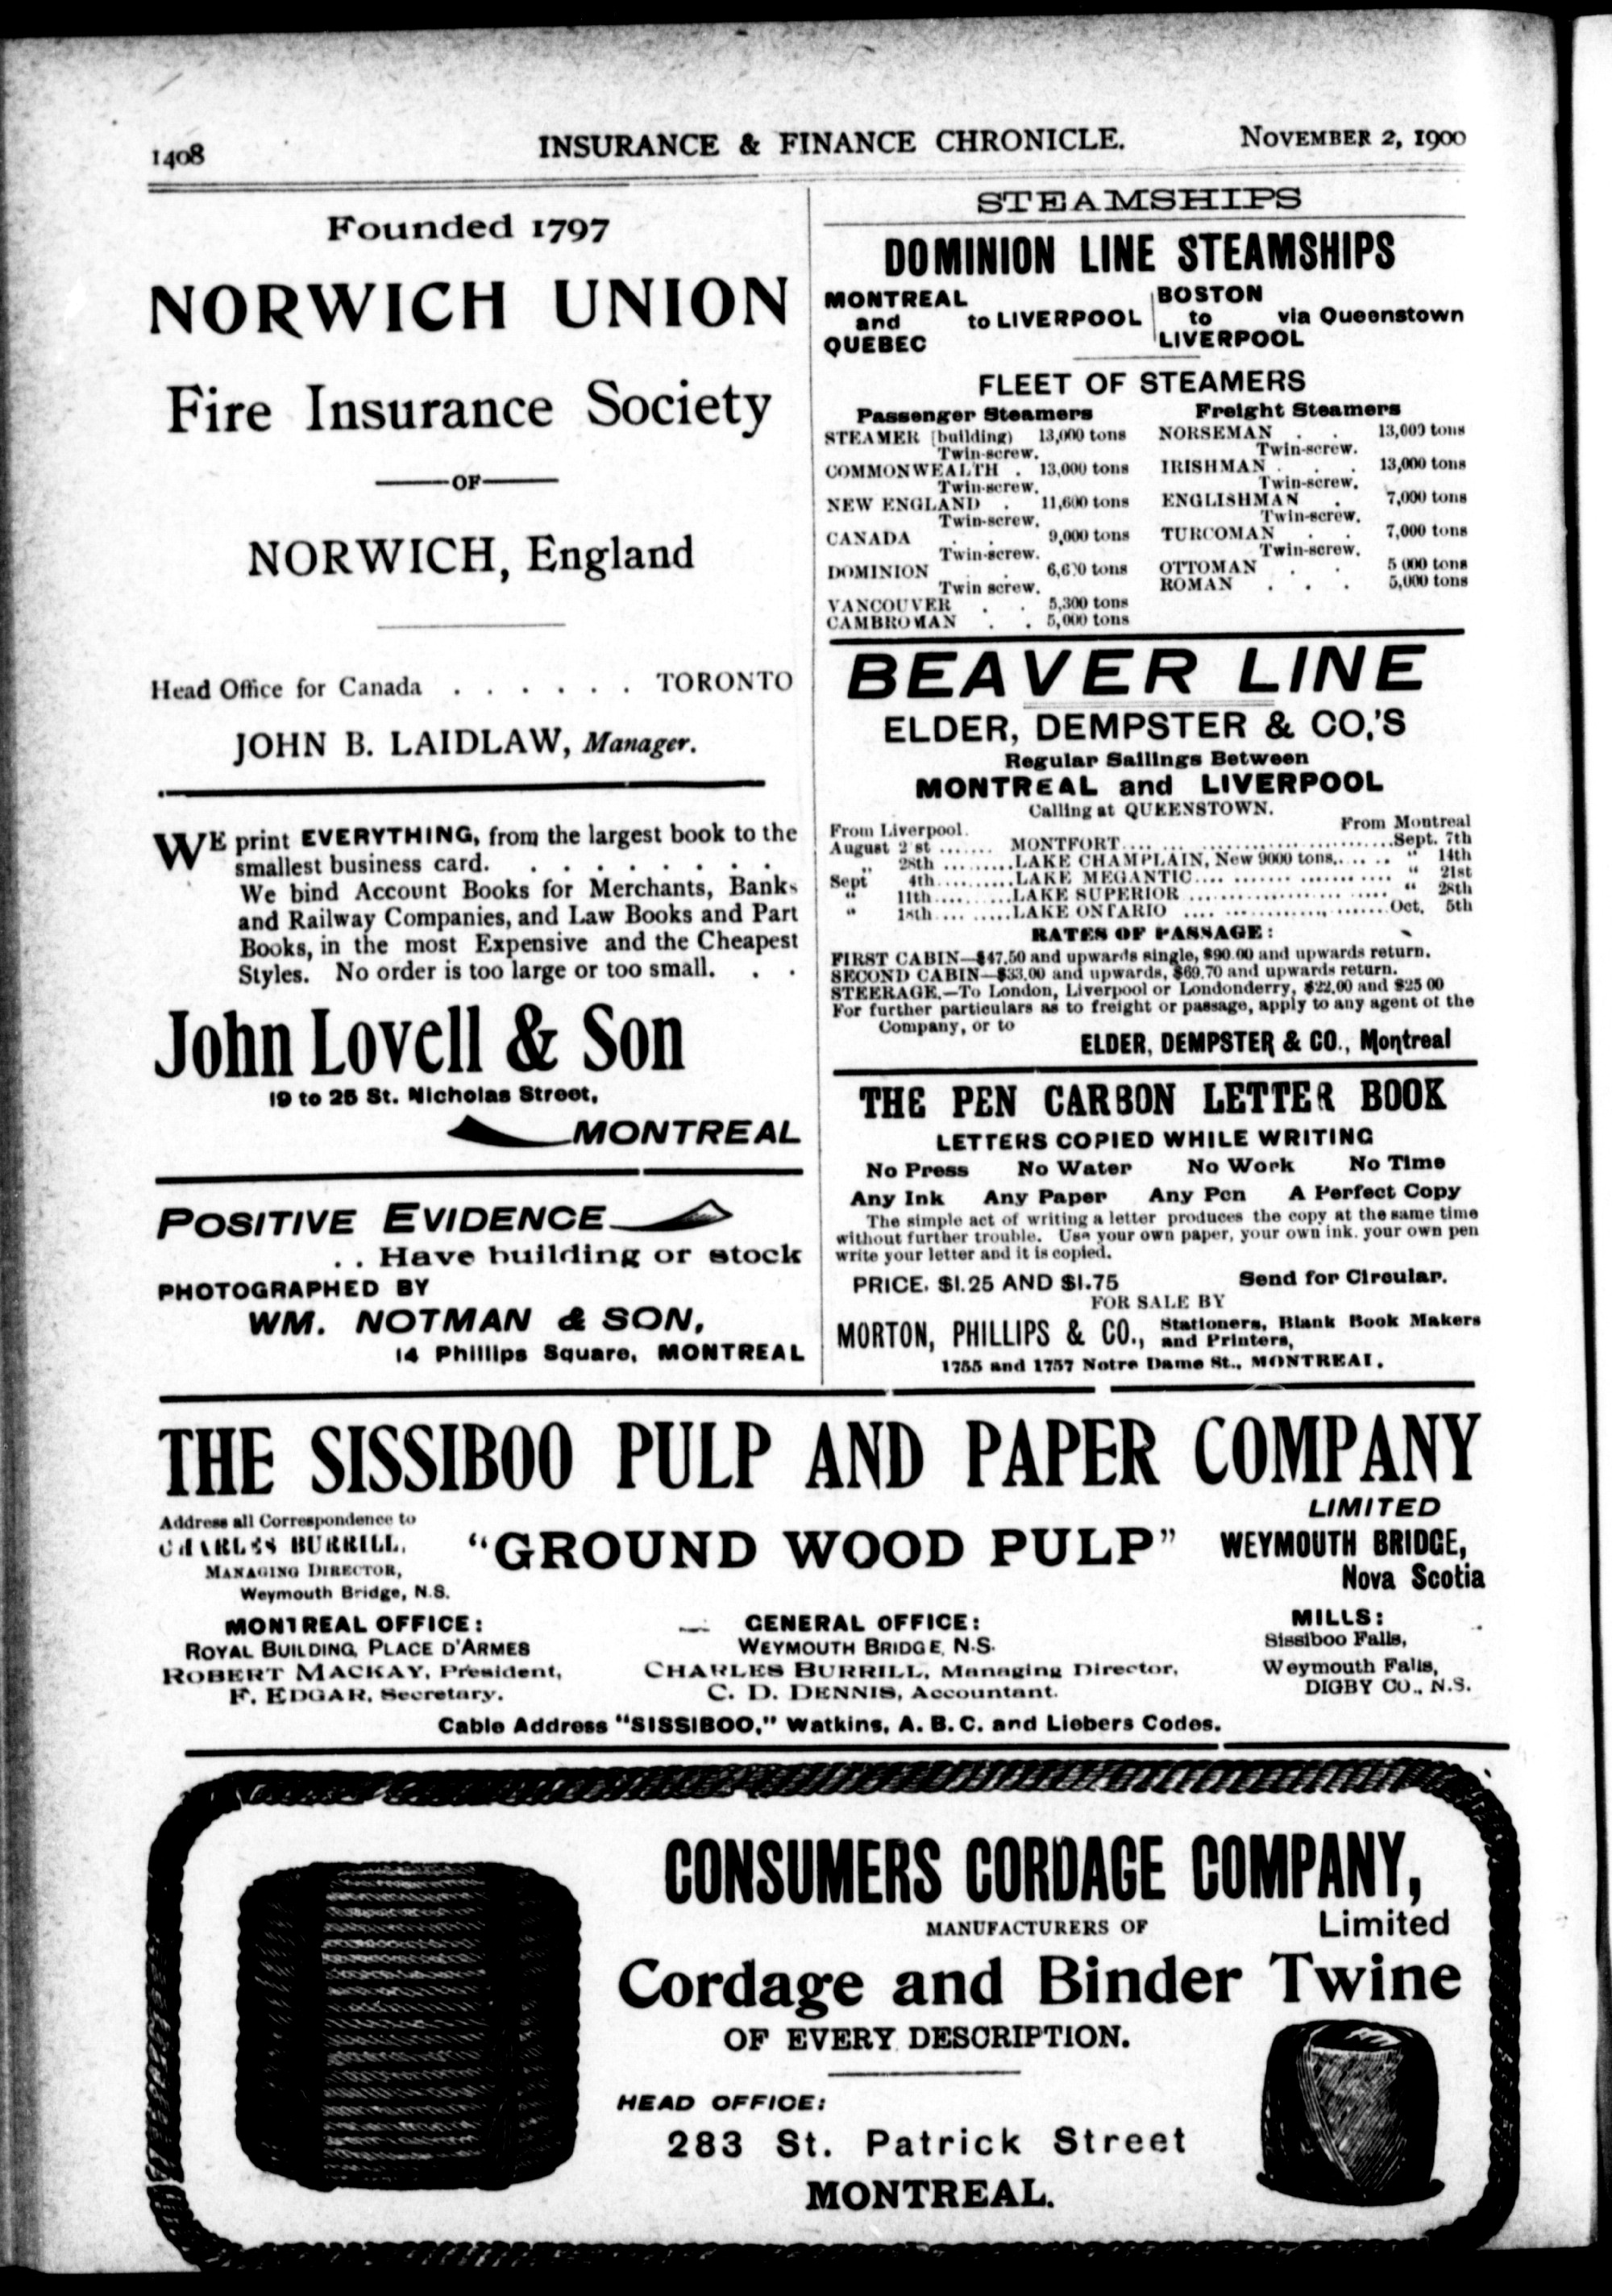 1408
INSURANCE & FINANCE CHRONICLE.
NOVEMBER 2, 1900
Founded 1797
NORWICH UNION
Fire Insurance Society
OF
NORWICH, England
Head Office for Canada . . . . . . TORONTO
JOHN B. LAIDLAW, Manager.
WE print EVERYTHING, from the largest book to the
smallest business card. . . . . . . .
We bind Account Books for Merchants, Banks
and Railway Companies, and Law Books and Part
Books, in the most Expensive and the Cheapest
Styles. No order is too large or too small. . .
John Lovell & Son
19 to 25 St. Nicholas Street,
MONTREAL
POSITIVE EVIDENCE
. . Have building or stock
PHOTOGRAPHED BY
WM. NOTMAN & SON,
14 Phillips Square, MONTREAL
STEAMSHIPS
DOMINION LINE STEAMSHIPS
MONTREAL
and to LIVERPOOL
QUEBEC
BOSTON
to via Queenstown
LIVERPOOL
FLEET OF STEAMERS
Passenger Steamers
STEAMER (building) 13,000 tons
Twin-screw.
COMMONWEALTH . 13,000 tons
Twin-screw.
NEW ENGLAND . 11,600 tons
Twin-screw.
CANADA . . 9,000 tons
Twin-screw.
DOMINION . . tons
Twin screw.
VANCOUVER . . 5,300 tons
CAMBROMAN . . 5,000 tons
Freight Steamers
NORSEMAN . . 13,000 tons
Twin-screw.
IRISHMAN . . . 13,000 tons
Twin-screw.
ENGLISHMAN . 7,000 tons
Twin-screw.
TURCOMAN . . 7,000 tons
Twin-screw.
OTTOMAN . . 5 000 tons
ROMAN . . . 5,000 tons
BEAVER LINE
ELDER, DEMPSTER & CO,'S
Regular Sailings Between
MONTREAL and LIVERPOOL
Calling at QUEENSTOWN.
From Liverpool. From Montreal
August ....... MONTFORT.... .......Sept. 7th
" 28th .........LAKE CHAMPLAIN, New 9000 tons....... " 14th
Sept 4th..........LAKE MEGANTIC.... ........ " 21st
" 11th..........LAKE SUPERIOR .................. " 28th
" 18th.... .....LAKE ONTARIO .... ..............Oct. 5th
RATES OF PASSAGE:
FIRST CABIN—$47.50 and upwards single, $90.00 and upwards return.
SECOND CABIN—$33.00 and upwards, $69.70 and upwards return.
STEERAGE.—To London, Liverpool or Londonderry, $22,00 and $25 00
For further particulars as to freight or passage, apply to any agent of the
Company, or to
ELDER, DEMPSTER & CO., Montreal
THE PEN CARBON LETTER BOOK
LETTERS COPIED WHILE WRITING
No Press No Water No Work No Time
Any Ink Any Paper Any Pen A Perfect Copy
The simple act of writing a letter produces the copy at the same time
without further trouble. Use your own paper, your own ink. your own pen
write your letter and it is copied.
PRICE, $1.25 AND $1.75 Send for Circular.
FOR SALE BY
MORTON, PHILLIPS & CO., Stationers, Blank Book Makers
and Printers,
1755 and 1757 Notre Dame St., MONTREAL.
THE SISSIBOO PULP AND PAPER COMPANY
LIMITED
Address all Correspondence to
CHARLES BURRILL,
MANAGING DIRECTOR,
Weymouth Bridge, N.S.
"GROUND WOOD PULP"
WEYMOUTH BRIDGE,
Nova Scotia
MONTREAL OFFICE:
ROYAL BUILDING, PLACE D'ARMES
ROBERT MACKAY, President,
F. EDGAR, Secretary.
GENERAL OFFICE:
WEYMOUTH BRIDGE, N.S.
CHARLES BURRILL, Managing Director,
C. D. DENNIS, Accountant.
MILLS:
Sissiboo Falls,
Weymouth Falls,
DIGBY CO., N.S.
Cable Address "SISSIBOO," Watkins, A. B. C. and Liebers Codes.
CONSUMERS CORDAGE COMPANY,
MANUFACTURERS OF Limited
Cordage and Binder Twine
OF EVERY DESCRIPTION.
HEAD OFFICE:
283 St. Patrick Street
MONTREAL.